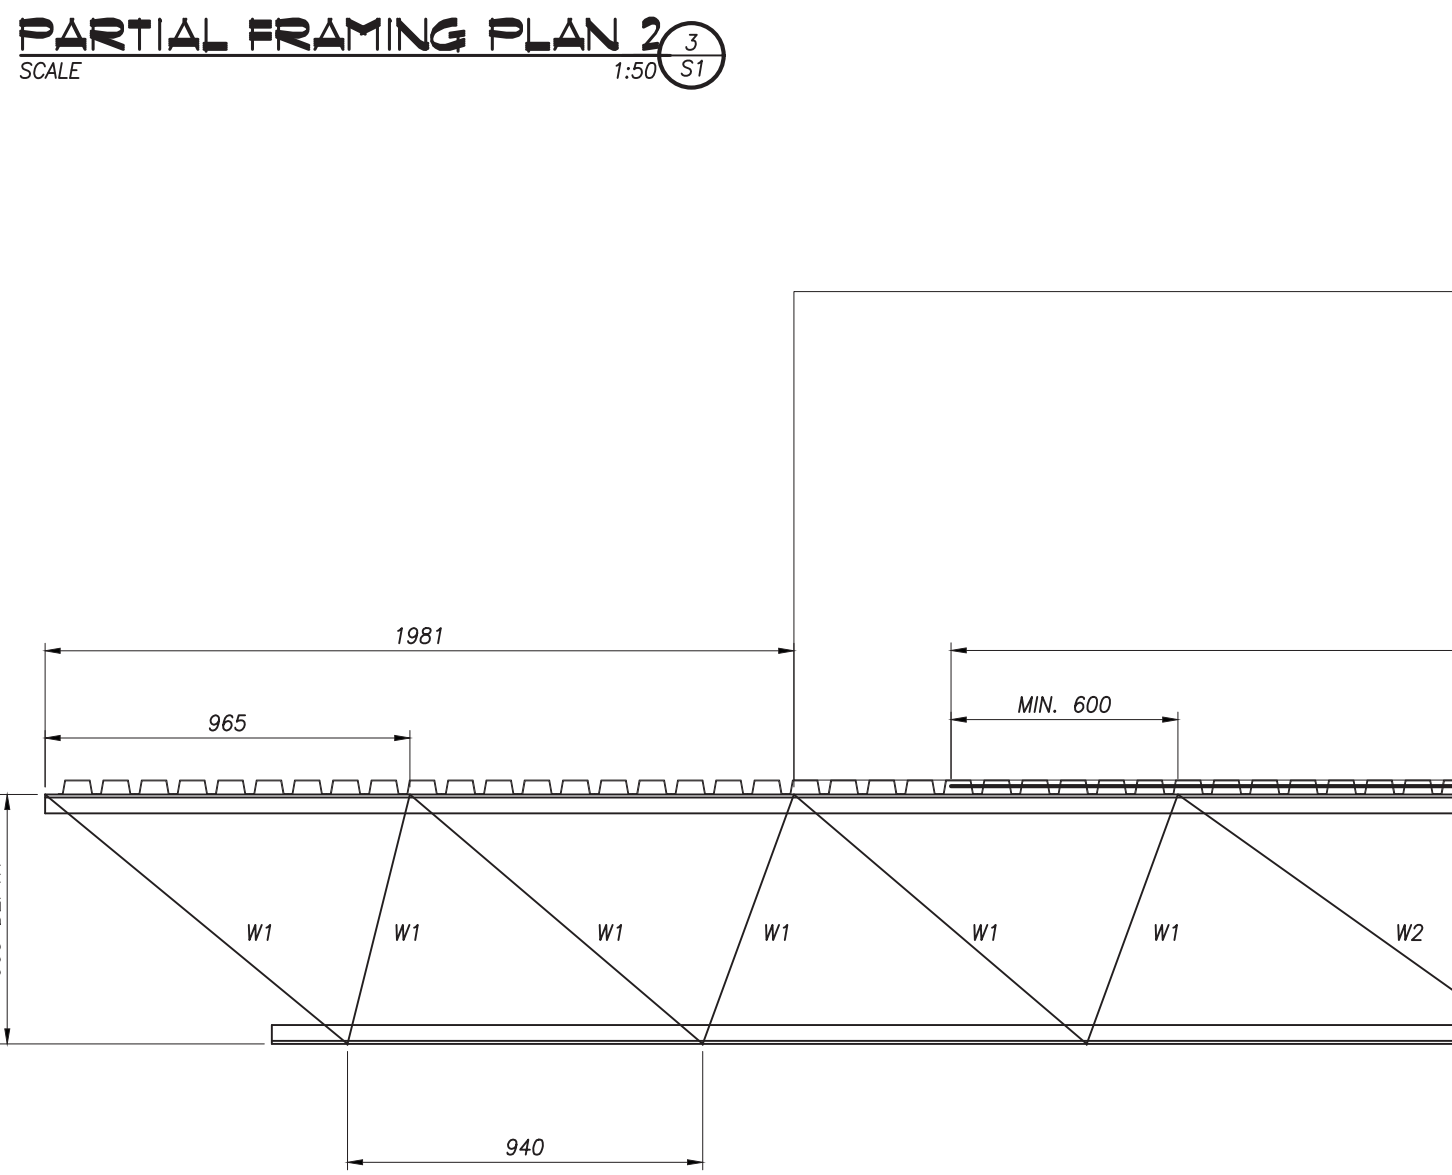 PARTIAL FRAMING PLAN 2
3
SCALE 1:50
S1
1981
MIN. 600
965
W1 W1 W1 W1 W1 W1 W2
940